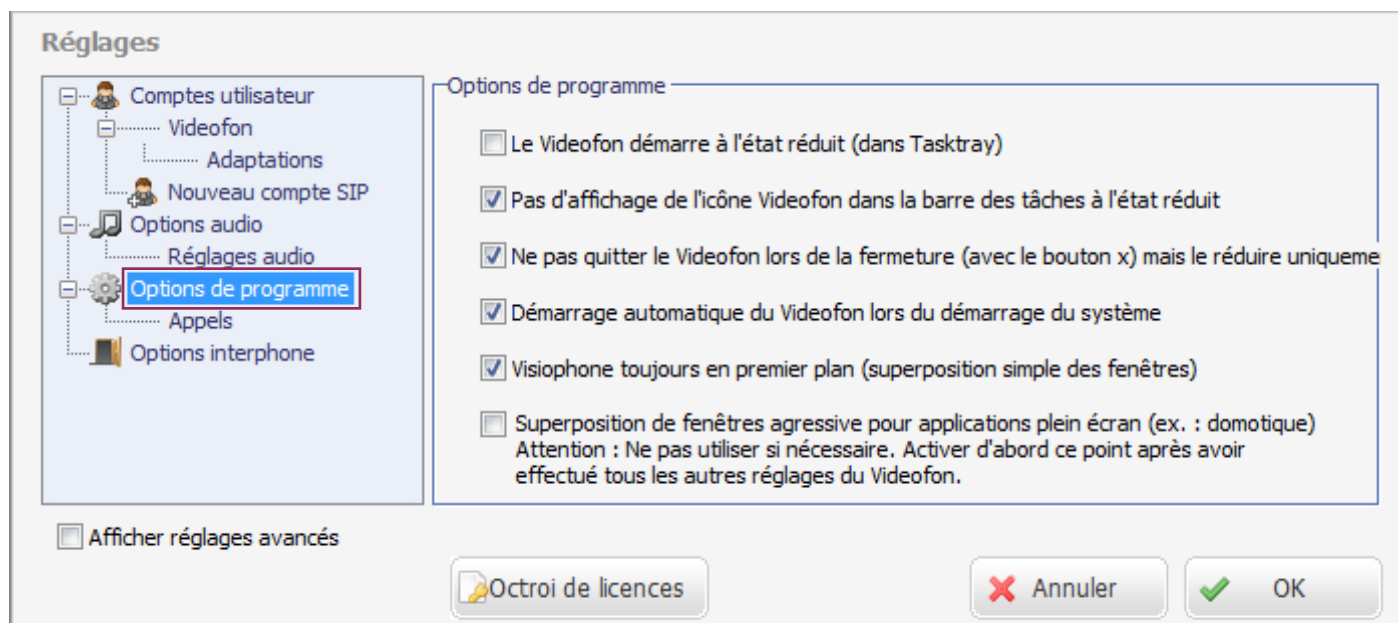 Réglages
Comptes utilisateur
Videofon
Adaptations
Nouveau compte SIP
Options audio
Réglages audio
Options de programme
Appels
Options interphone
Options de programme
Le Videofon démarre à l'état réduit (dans Tasktray)
Pas d'affichage de l'icône Videofon dans la barre des tâches à l'état réduit
Ne pas quitter le Videofon lors de la fermeture (avec le bouton x) mais le réduire uniqueme
Démarrage automatique du Videofon lors du démarrage du système
Visiophone toujours en premier plan (superposition simple des fenêtres)
Superposition de fenêtres agressive pour applications plein écran (ex. : domotique)
Attention : Ne pas utiliser si nécessaire. Activer d'abord ce point après avoir
effectué tous les autres réglages du Videofon.
Afficher réglages avancés
Octroi de licences
Annuler
OK